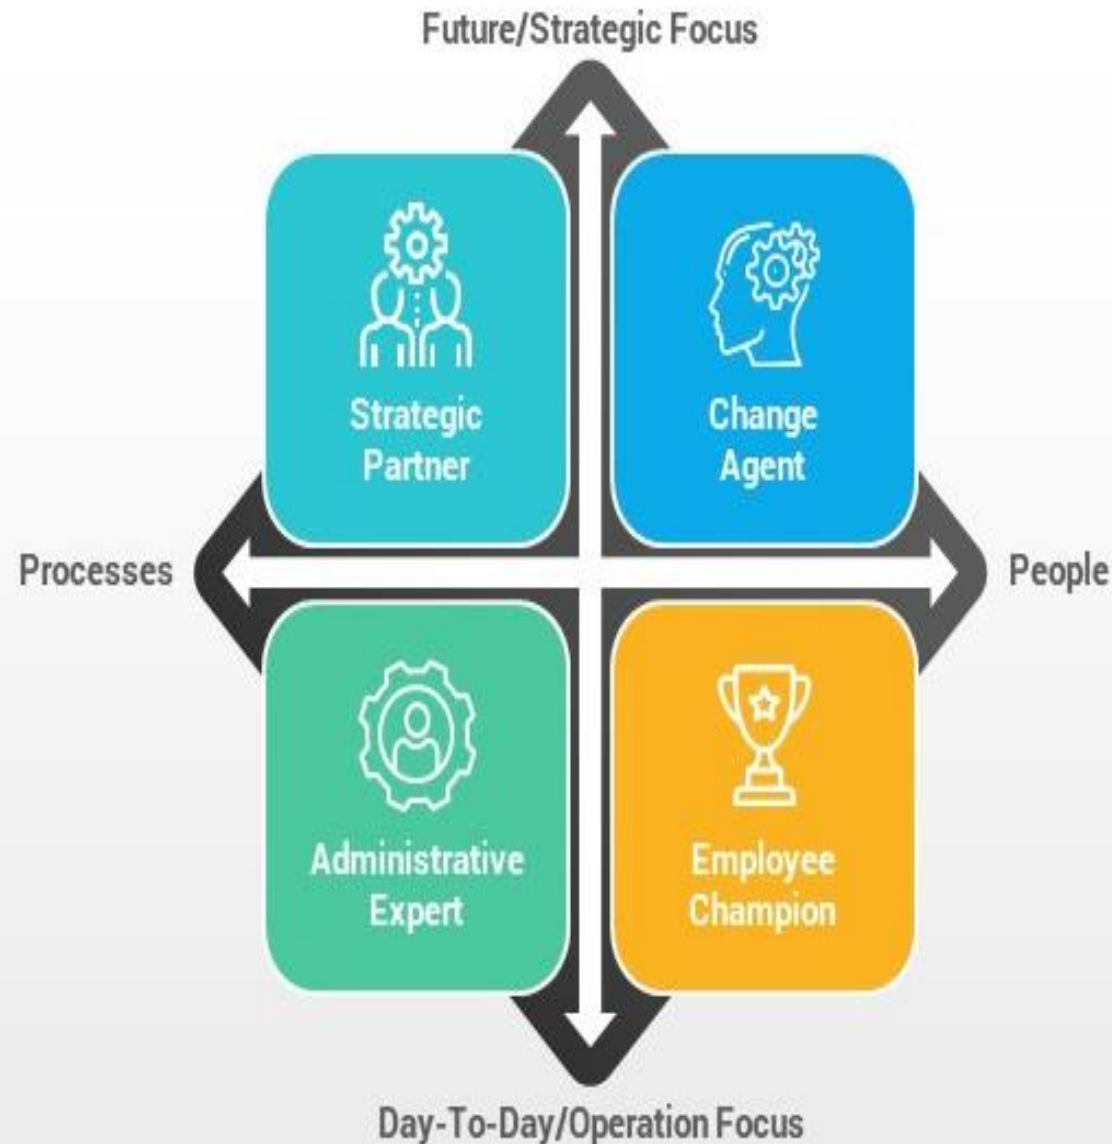 Future/Strategic Focus
Strategic
Partner
Change
Agent
Processes
People
Administrative
Expert
Employee
Champion
Day-To-Day/Operation Focus